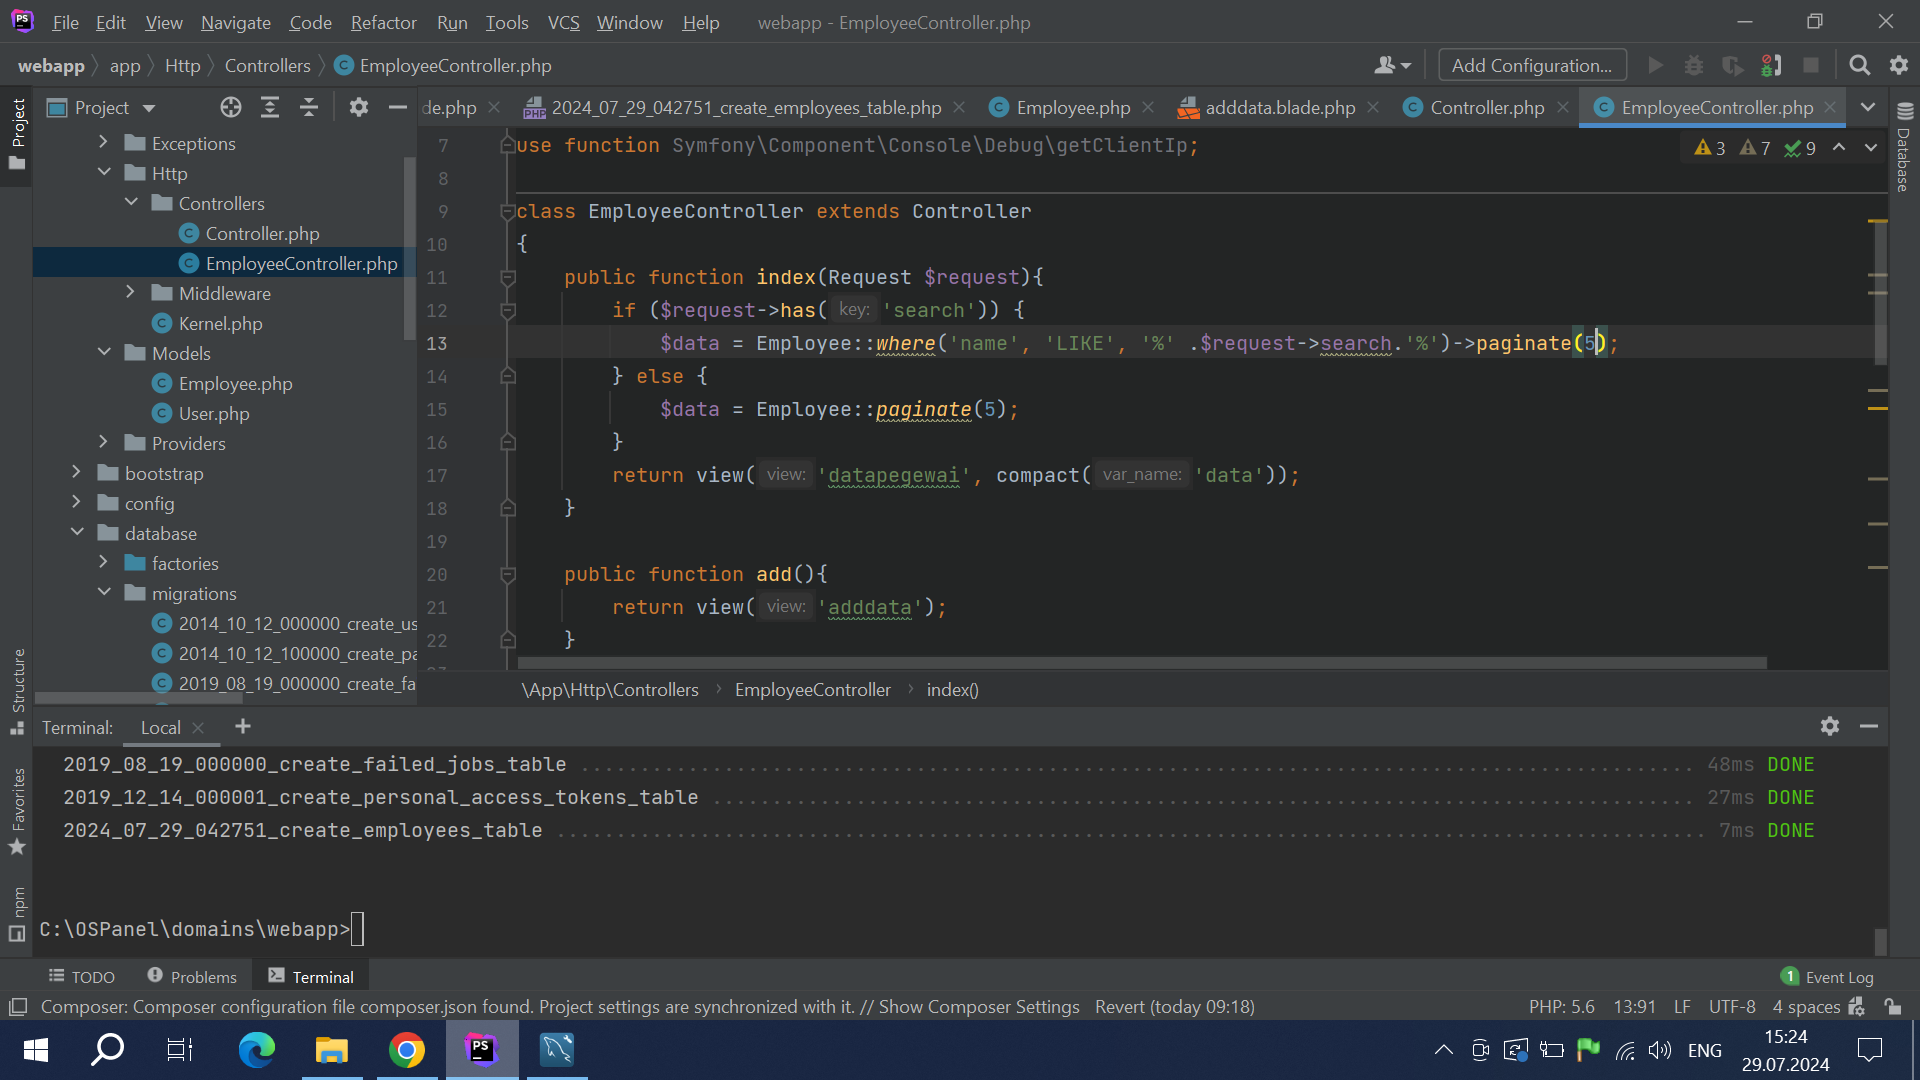 File Edit View Navigate Code Refactor Run Tools VCS Window Help webapp - EmployeeController.php
webapp app Http Controllers EmployeeController.php Add Configuration...
Project de.php 2024_07_29_042751_create_employees_table.php Employee.php adddata.blade.php Controller.php EmployeeController.php
Project
Exceptions
Http
Controllers
Controller.php
EmployeeController.php
Middleware
Kernel.php
Models
Employee.php
User.php
Providers
bootstrap
config
database
factories
migrations
2014_10_12_000000_create_us
2014_10_12_100000_create_pa
2019_08_19_000000_create_fa
3 7 9
7 use function Symfony\Component\Console\Debug\getClientIp;
8
9 class EmployeeController extends Controller
10 {
11 public function index(Request $request){
12 if ($request->has( key: 'search')) {
13 $data = Employee::where('name', 'LIKE', '%' .$request->search.'%')->paginate(5);
14 } else {
15 $data = Employee::paginate(5);
16 }
17 return view( view: 'datapegewai', compact( var_name: 'data'));
18 }
19
20 public function add(){
21 return view( view: 'adddata');
22 }
\App\Http\Controllers EmployeeController index()
Database
Structure
Favorites
npm
Terminal: Local
2019_08_19_000000_create_failed_jobs_table 48ms DONE
2019_12_14_000001_create_personal_access_tokens_table 27ms DONE
2024_07_29_042751_create_employees_table 7ms DONE
C:\OSPanel\domains\webapp>
TODO Problems Terminal 1 Event Log
Composer: Composer configuration file composer.json found. Project settings are synchronized with it. // Show Composer Settings Revert (today 09:18) PHP: 5.6 13:91 LF UTF-8 4 spaces
PS
ENG
15:24
29.07.2024